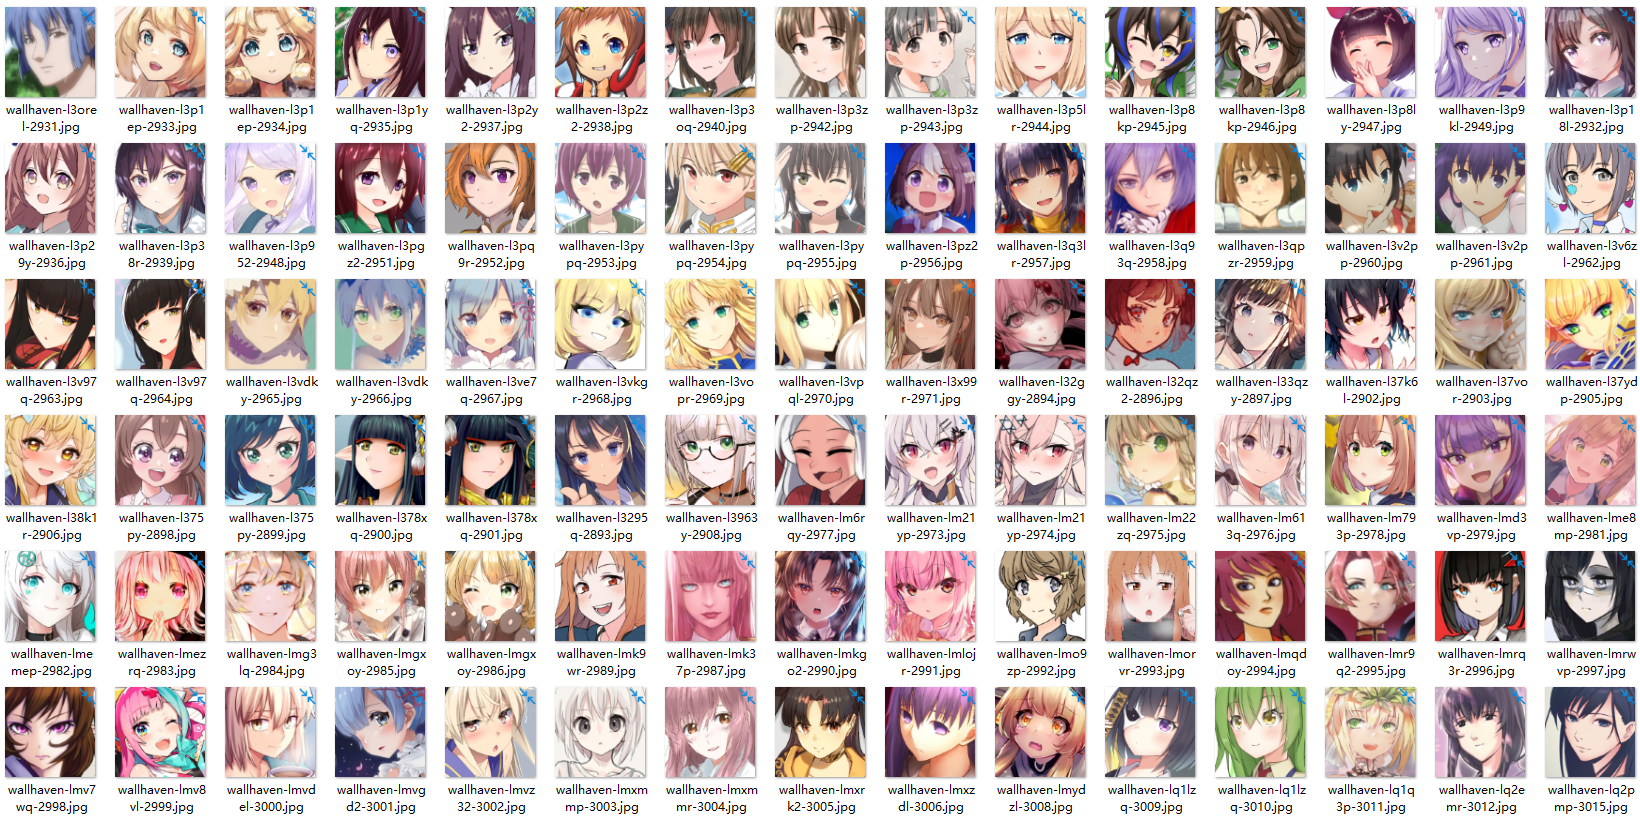 wallhaven-l3ore
l-2931.jpg
wallhaven-l3p1
ep-2933.jpg
wallhaven-l3p1
ep-2934.jpg
wallhaven-l3p1y
q-2935.jpg
wallhaven-l3p2y
2-2937.jpg
wallhaven-l3p2z
2-2938.jpg
wallhaven-l3p3
oq-2940.jpg
wallhaven-l3p3z
p-2942.jpg
wallhaven-l3p3z
p-2943.jpg
wallhaven-l3p5l
r-2944.jpg
wallhaven-l3p8
kp-2945.jpg
wallhaven-l3p8
kp-2946.jpg
wallhaven-l3p8l
y-2947.jpg
wallhaven-l3p9
kl-2949.jpg
wallhaven-l3p1
8l-2932.jpg
wallhaven-l3p2
9y-2936.jpg
wallhaven-l3p3
8r-2939.jpg
wallhaven-l3p9
52-2948.jpg
wallhaven-l3pg
z2-2951.jpg
wallhaven-l3pq
9r-2952.jpg
wallhaven-l3py
pq-2953.jpg
wallhaven-l3py
pq-2954.jpg
wallhaven-l3py
pq-2955.jpg
wallhaven-l3pz2
p-2956.jpg
wallhaven-l3q3l
r-2957.jpg
wallhaven-l3q9
3q-2958.jpg
wallhaven-l3qp
zr-2959.jpg
wallhaven-l3v2p
p-2960.jpg
wallhaven-l3v2p
p-2961.jpg
wallhaven-l3v6z
l-2962.jpg
wallhaven-l3v97
q-2963.jpg
wallhaven-l3v97
q-2964.jpg
wallhaven-l3vdk
y-2965.jpg
wallhaven-l3vdk
y-2966.jpg
wallhaven-l3ve7
q-2967.jpg
wallhaven-l3vkg
r-2968.jpg
wallhaven-l3vo
pr-2969.jpg
wallhaven-l3vp
ql-2970.jpg
wallhaven-l3x99
r-2971.jpg
wallhaven-l32g
gy-2894.jpg
wallhaven-l32qz
2-2896.jpg
wallhaven-l33qz
y-2897.jpg
wallhaven-l37k6
l-2902.jpg
wallhaven-l37vo
r-2903.jpg
wallhaven-l37yd
p-2905.jpg
wallhaven-l38k1
r-2906.jpg
wallhaven-l375
py-2898.jpg
wallhaven-l375
py-2899.jpg
wallhaven-l378x
q-2900.jpg
wallhaven-l378x
q-2901.jpg
wallhaven-l3295
q-2893.jpg
wallhaven-l3963
y-2908.jpg
wallhaven-lm6r
qy-2977.jpg
wallhaven-lm21
yp-2973.jpg
wallhaven-lm21
yp-2974.jpg
wallhaven-lm22
zq-2975.jpg
wallhaven-lm61
3q-2976.jpg
wallhaven-lm79
3p-2978.jpg
wallhaven-lmd3
vp-2979.jpg
wallhaven-lme8
mp-2981.jpg
wallhaven-lme
mep-2982.jpg
wallhaven-lmez
rq-2983.jpg
wallhaven-lmg3
lq-2984.jpg
wallhaven-lmgx
oy-2985.jpg
wallhaven-lmgx
oy-2986.jpg
wallhaven-lmk9
wr-2989.jpg
wallhaven-lmk3
7p-2987.jpg
wallhaven-lmkg
o2-2990.jpg
wallhaven-lmloj
r-2991.jpg
wallhaven-lmo9
zp-2992.jpg
wallhaven-lmor
vr-2993.jpg
wallhaven-lmqd
oy-2994.jpg
wallhaven-lmr9
q2-2995.jpg
wallhaven-lmrq
3r-2996.jpg
wallhaven-lmrw
vp-2997.jpg
wallhaven-lmv7
wq-2998.jpg
wallhaven-lmv8
vl-2999.jpg
wallhaven-lmvd
el-3000.jpg
wallhaven-lmvg
d2-3001.jpg
wallhaven-lmvz
32-3002.jpg
wallhaven-lmxm
mp-3003.jpg
wallhaven-lmxm
mr-3004.jpg
wallhaven-lmxr
k2-3005.jpg
wallhaven-lmxz
dl-3006.jpg
wallhaven-lmyd
zl-3008.jpg
wallhaven-lq1lz
q-3009.jpg
wallhaven-lq1lz
q-3010.jpg
wallhaven-lq1q
3p-3011.jpg
wallhaven-lq2e
mr-3012.jpg
wallhaven-lq2p
mp-3015.jpg